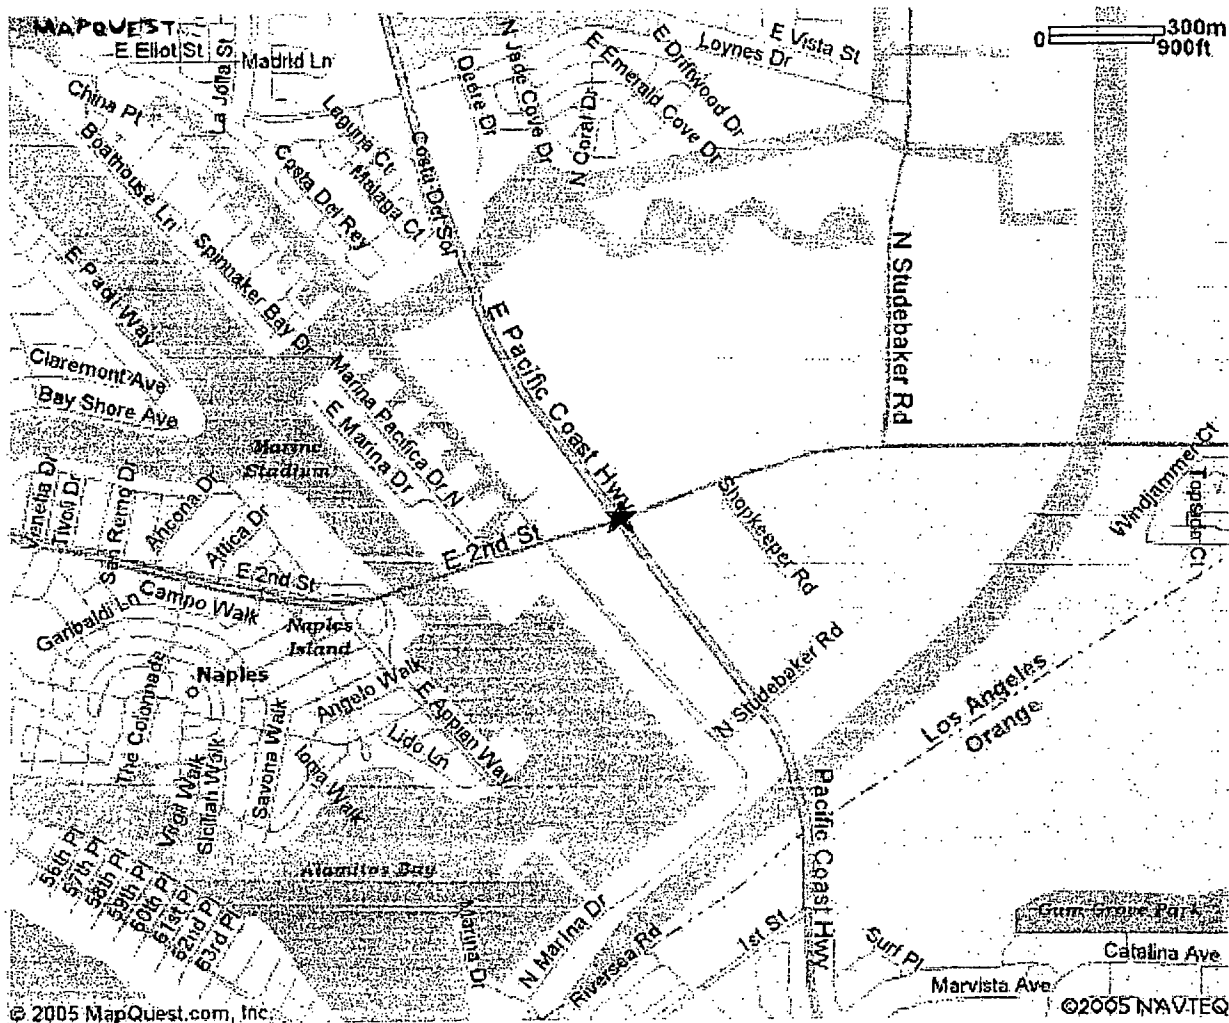 MAPQUEST
300m
0
900ft
E Eliot St
La Jolla St
Madrid Ln
China Pt
Boathouse Ln
Laguna Ct
Costa Del Rey
Malaga Ct
Costa Del Sol
Deere Dr
N Jade Cove Dr
N Coral Dr
E Emerald Cove Dr
E Driftwood Dr
Loynes Dr
E Vista St
N Studebaker Rd
Spinnaker Bay Dr
E Paoli Way
Claremont Ave
Bay Shore Ave
Marine
Stadium
Marina Pacifica Dr N
E Marina Dr
E Pacific Coast Hwy
E 2nd St
Shopkeeper Rd
Windjammer Ct
Topsida Ct
Venetia Dr
Tivoli Dr
San Remo Dr
Ancona Dr
Attica Dr
E 2nd St
Campo Walk
Garibaldi Ln
Naples
Island
Naples
The Colonnade
Angelo Walk
E Appian Way
Lido Ln
Savona Walk
Iona Walk
Virgil Walk
Sicilian Walk
N Studebaker Rd
Los Angeles
Orange
Pacific Coast Hwy
56th Pl
57th Pl
58th Pl
59th Pl
60th Pl
61st Pl
62nd Pl
63rd Pl
Alamitos Bay
Marina Dr
N Marina Dr
Riversea Rd
1st St
Surf Pl
Gum Grove Park
Catalina Ave
Marvista Ave
© 2005 MapQuest.com, Inc.
©2005 NAVTEQ